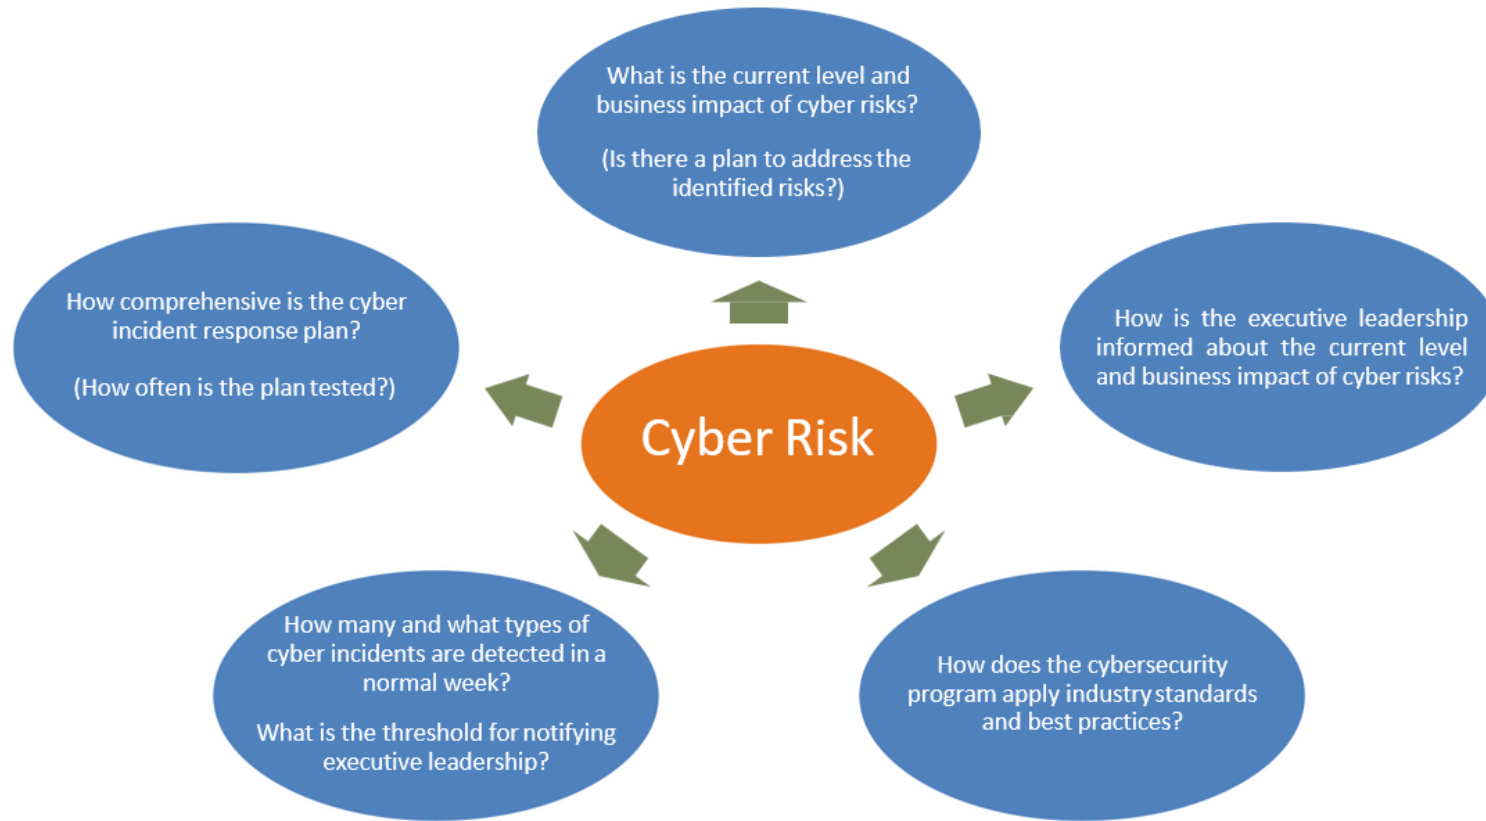 What is the current level and
business impact of cyber risks?
(Is there a plan to address the
identified risks?)
How comprehensive is the cyber
incident response plan?
(How often is the plan tested?)
How is the executive leadership
informed about the current level
and business impact of cyber risks?
Cyber Risk
How many and what types of
cyber incidents are detected in a
normal week?
What is the threshold for notifying
executive leadership?
How does the cybersecurity
program apply industry standards
and best practices?